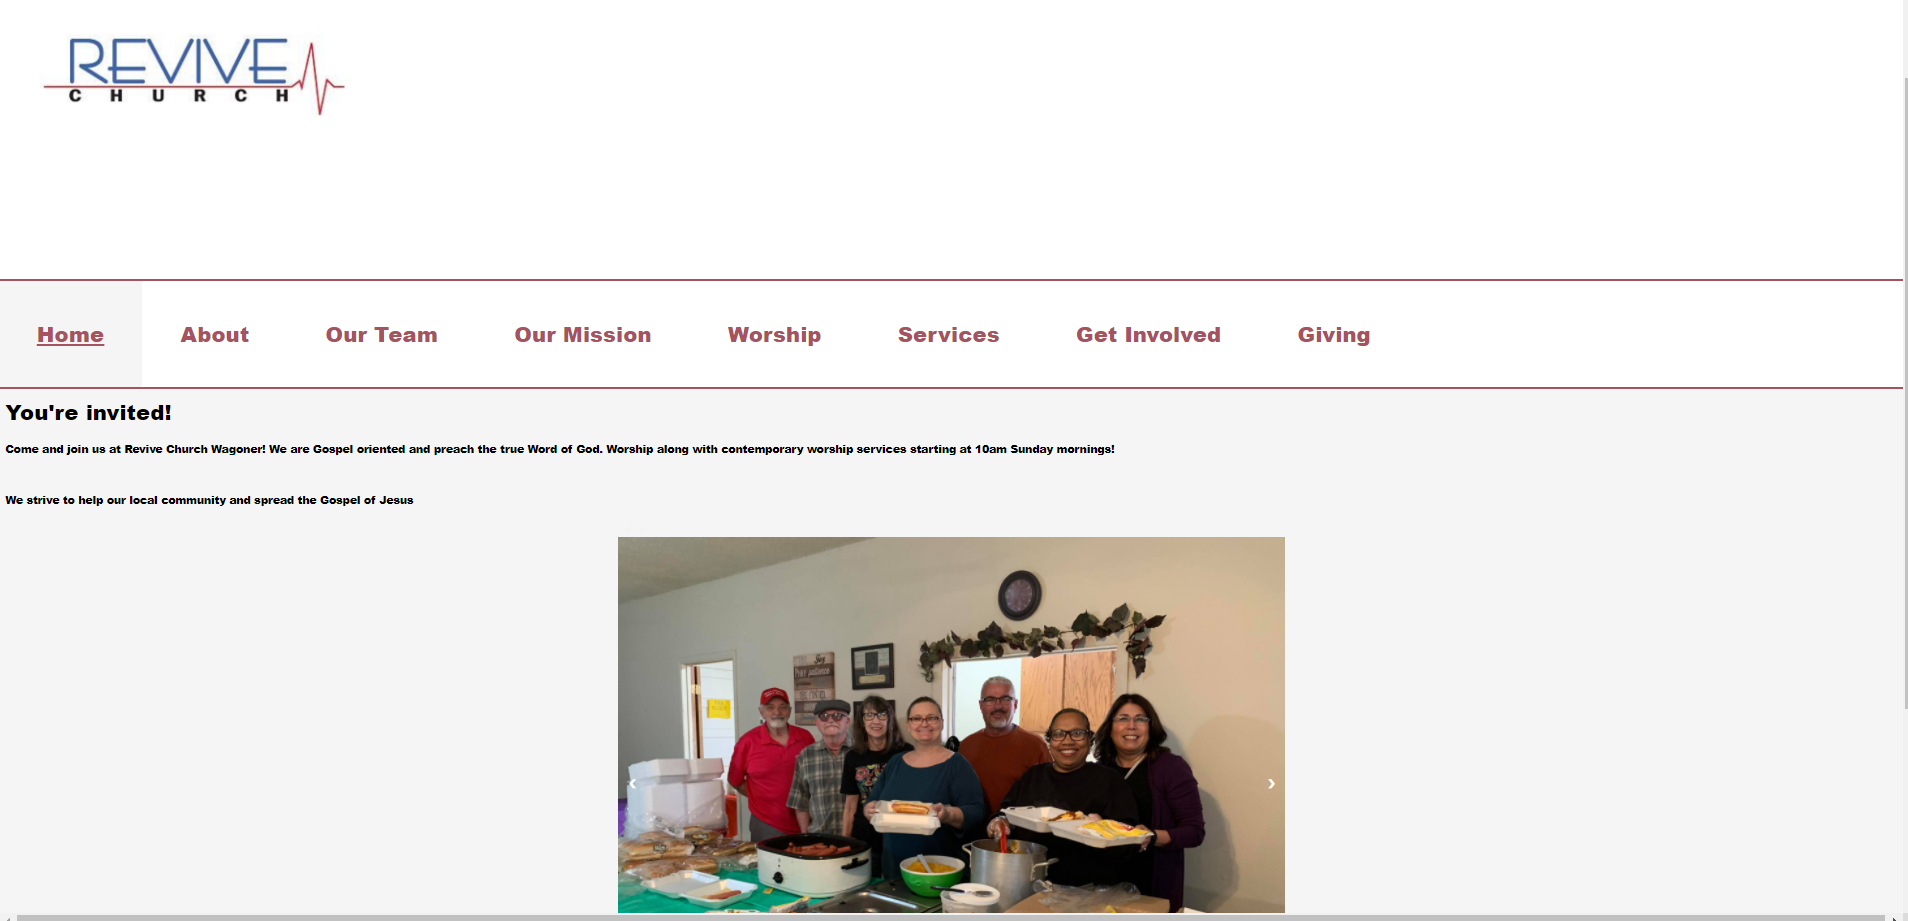 REVIVE
CHURCH
Home About Our Team Our Mission Worship Services Get Involved Giving
You're invited!
Come and join us at Revive Church Wagoner! We are Gospel oriented and preach the true Word of God. Worship along with contemporary worship services starting at 10am Sunday mornings!
We strive to help our local community and spread the Gospel of Jesus